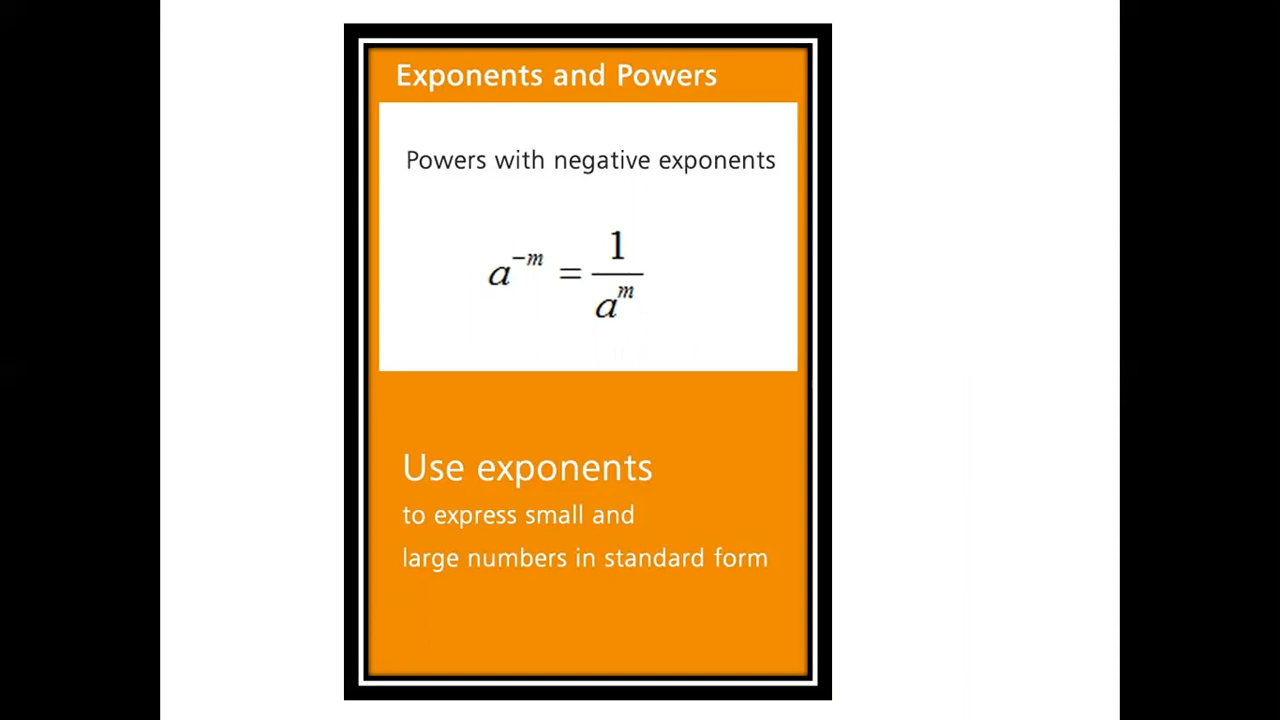 Exponents and Powers
Powers with negative exponents
a^{-m} = \frac{1}{a^{m}}
Use exponents
to express small and
large numbers in standard form